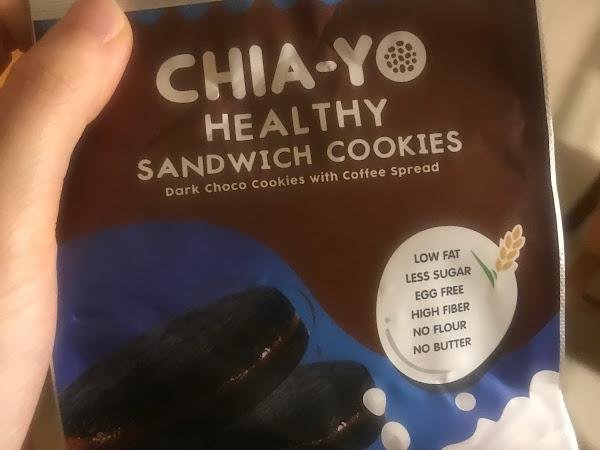 CHIA-YO
HEALTHY
SANDWICH COOKIES
Dark Choco Cookies with Coffee Spread
LOW FAT
LESS SUGAR
EGG FREE
HIGH FIBER
NO FLOUR
NO BUTTER